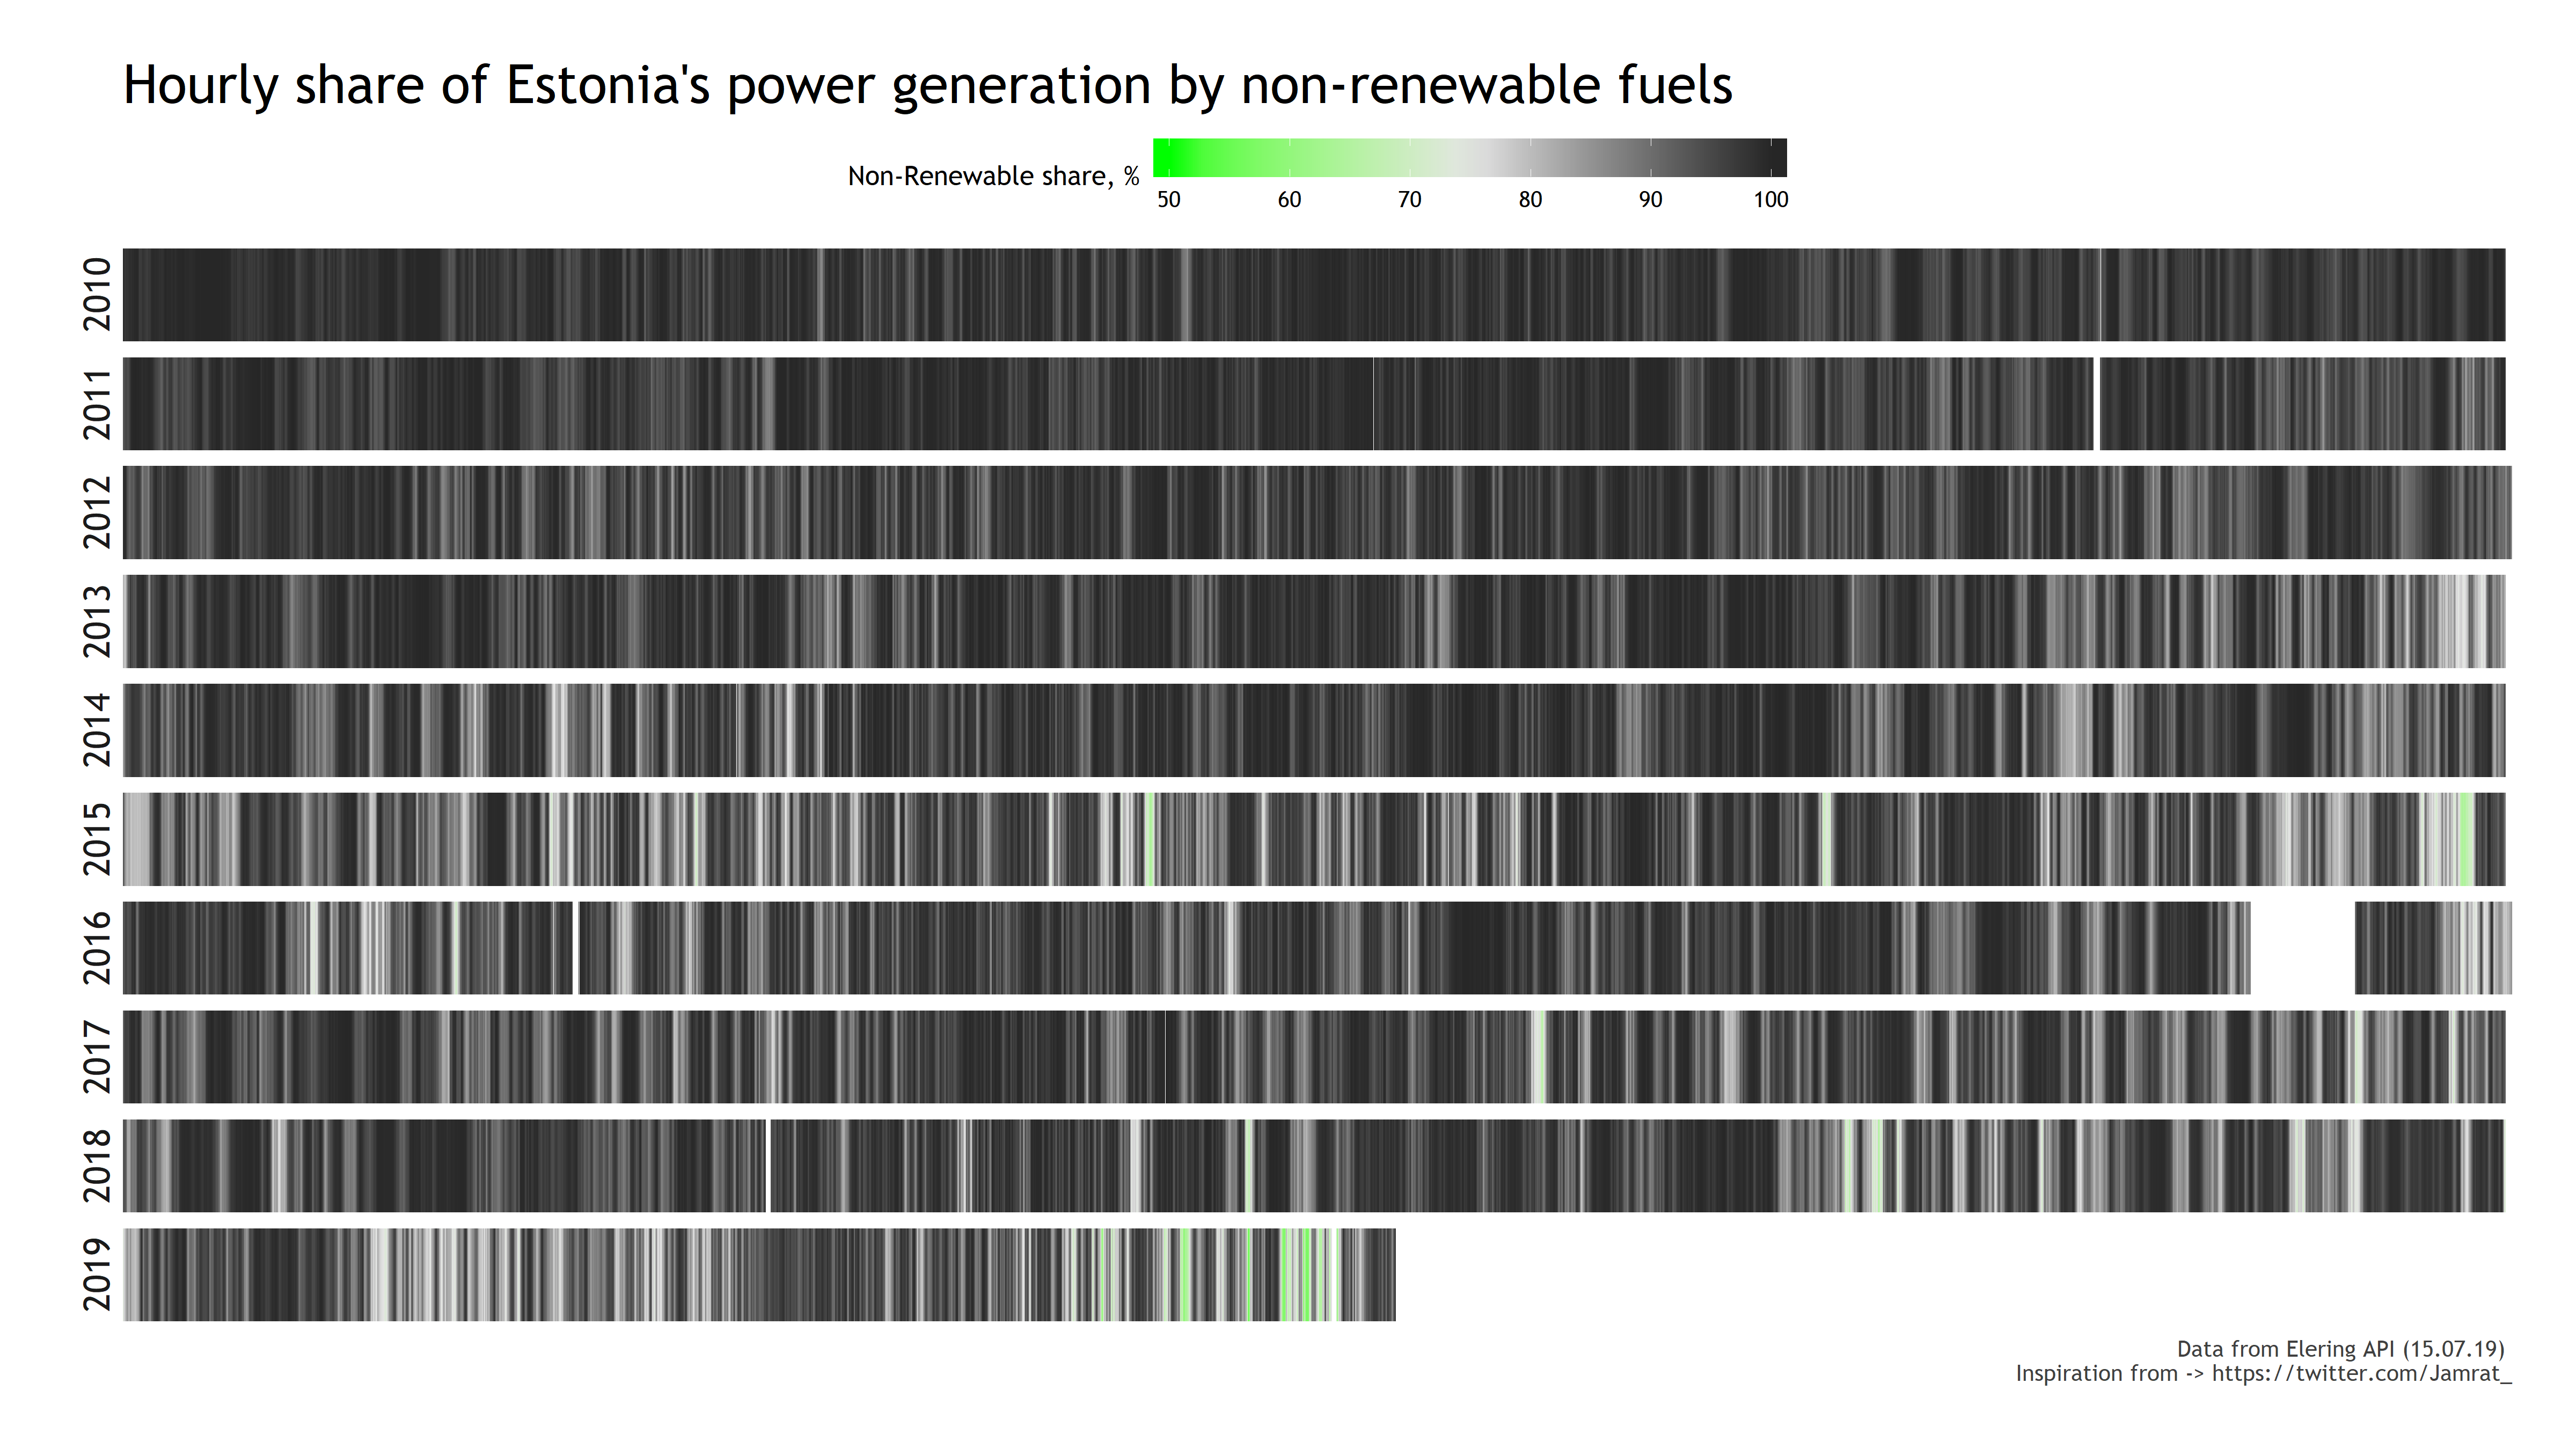 Hourly share of Estonia's power generation by non-renewable fuels
Non-Renewable share, %
50 60 70 80 90 100
2010
2011
2012
2013
2014
2015
2016
2017
2018
2019
Data from Elering API (15.07.19)
Inspiration from -> https://twitter.com/Jamrat_